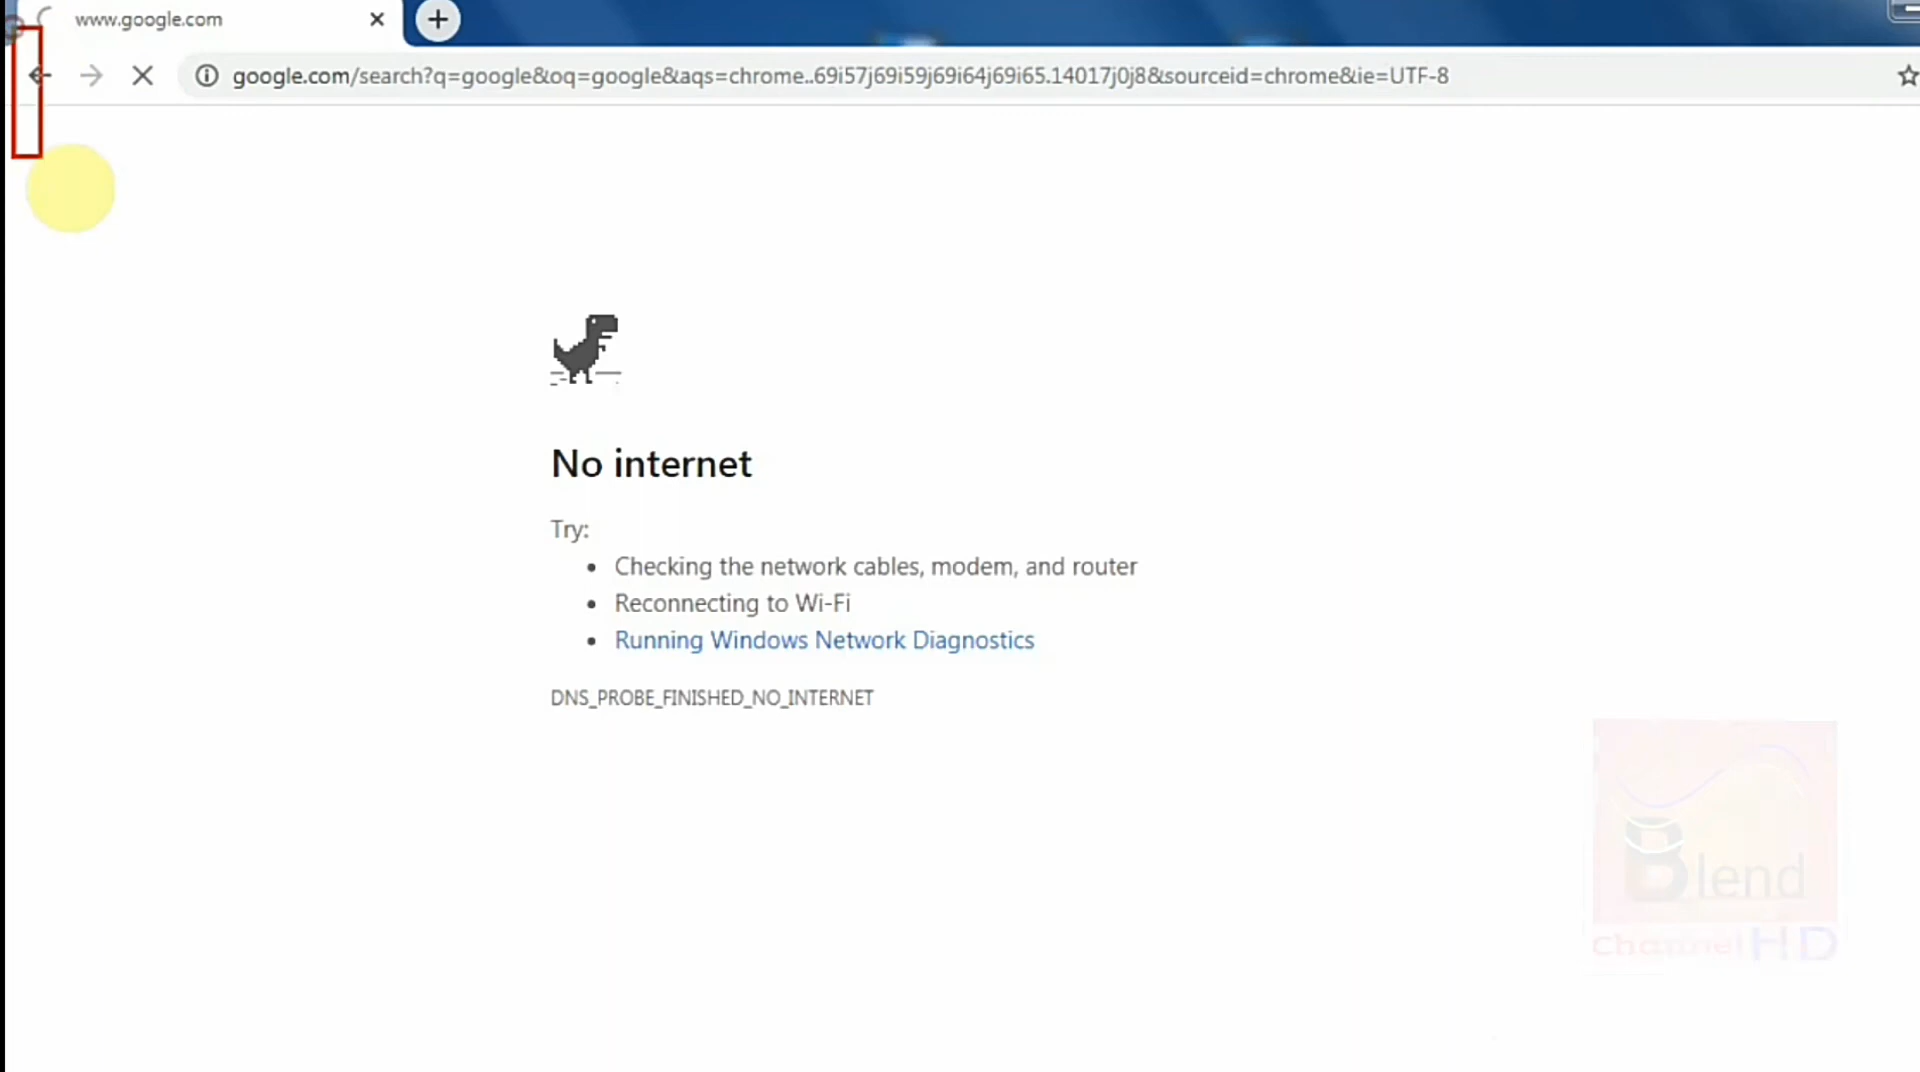 www.google.com
google.com/search?q=google&oq=google&aqs=chrome..69i57j69i59j69i64j69i65.14017j0j8&sourceid=chrome&ie=UTF-8
No internet
Try:
Checking the network cables, modem, and router
Reconnecting to Wi-Fi
Running Windows Network Diagnostics
DNS_PROBE_FINISHED_NO_INTERNET
Blend
Channel HD